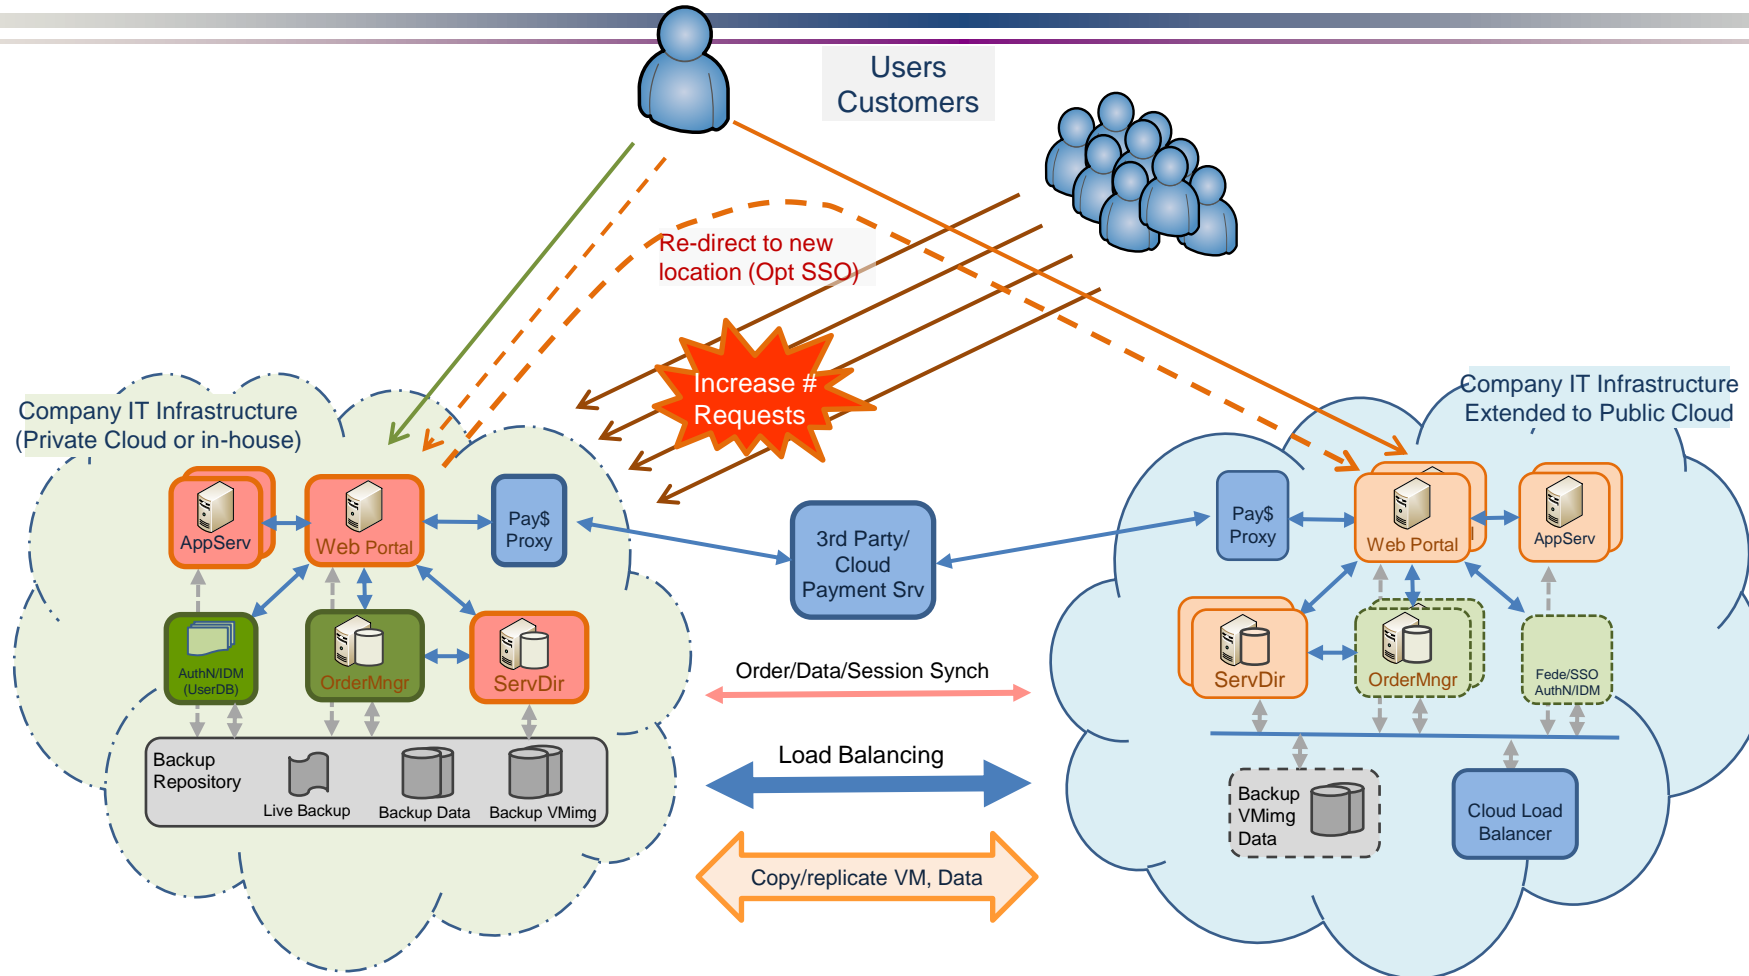 Users
Customers
Re-direct to new
location (Opt SSO)
Increase #
Requests
Company IT Infrastructure
(Private Cloud or in-house)
Company IT Infrastructure
Extended to Public Cloud
AppServ
Web Portal
Pay$
Proxy
3rd Party/
Cloud
Payment Srv
Pay$
Proxy
Web Portal
AppServ
AuthN/IDM
(UserDB)
OrderMngr
ServDir
Order/Data/Session Synch
ServDir
OrderMngr
Fede/SSO
AuthN/IDM
Backup
Repository
Live Backup
Backup Data
Backup VMimg
Load Balancing
Backup
VMimg
Data
Cloud Load
Balancer
Copy/replicate VM, Data